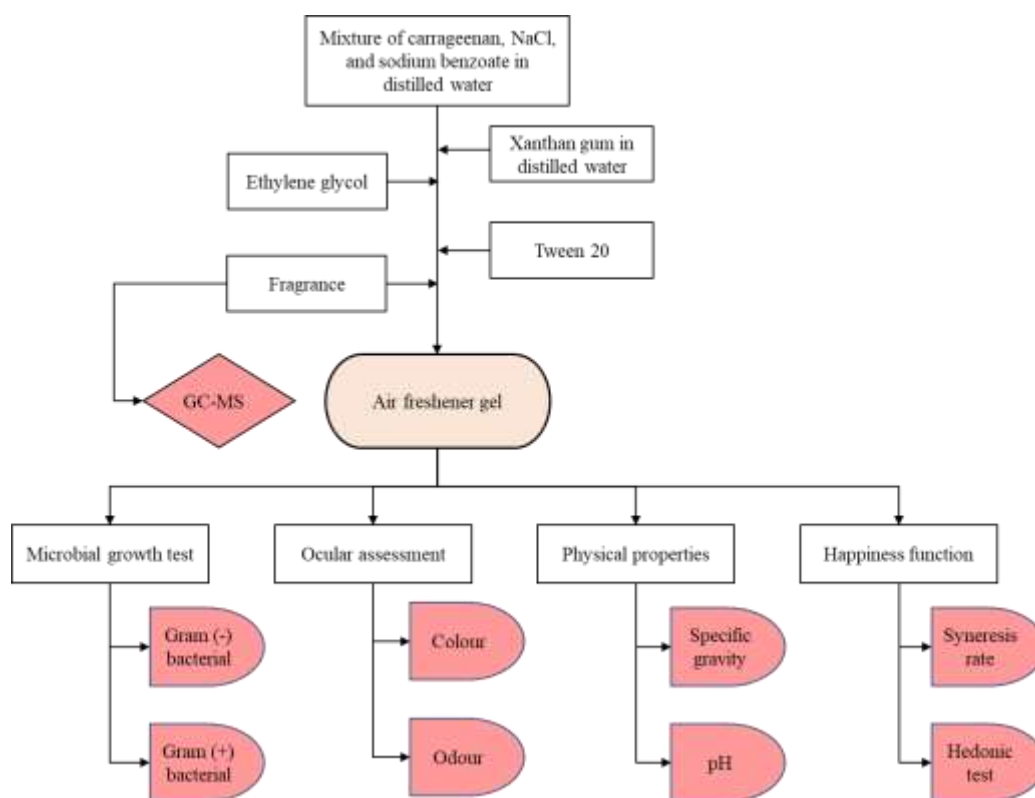 Mixture of carrageenan, NaCl,
and sodium benzoate in
distilled water
Xanthan gum in
distilled water
Ethylene glycol
Tween 20
Fragrance
GC-MS
Air freshener gel
Microbial growth test
Ocular assessment
Physical properties
Happiness function
Gram (-)
bacterial
Colour
Specific
gravity
Syneresis
rate
Gram (+)
bacterial
Odour
pH
Hedonic
test